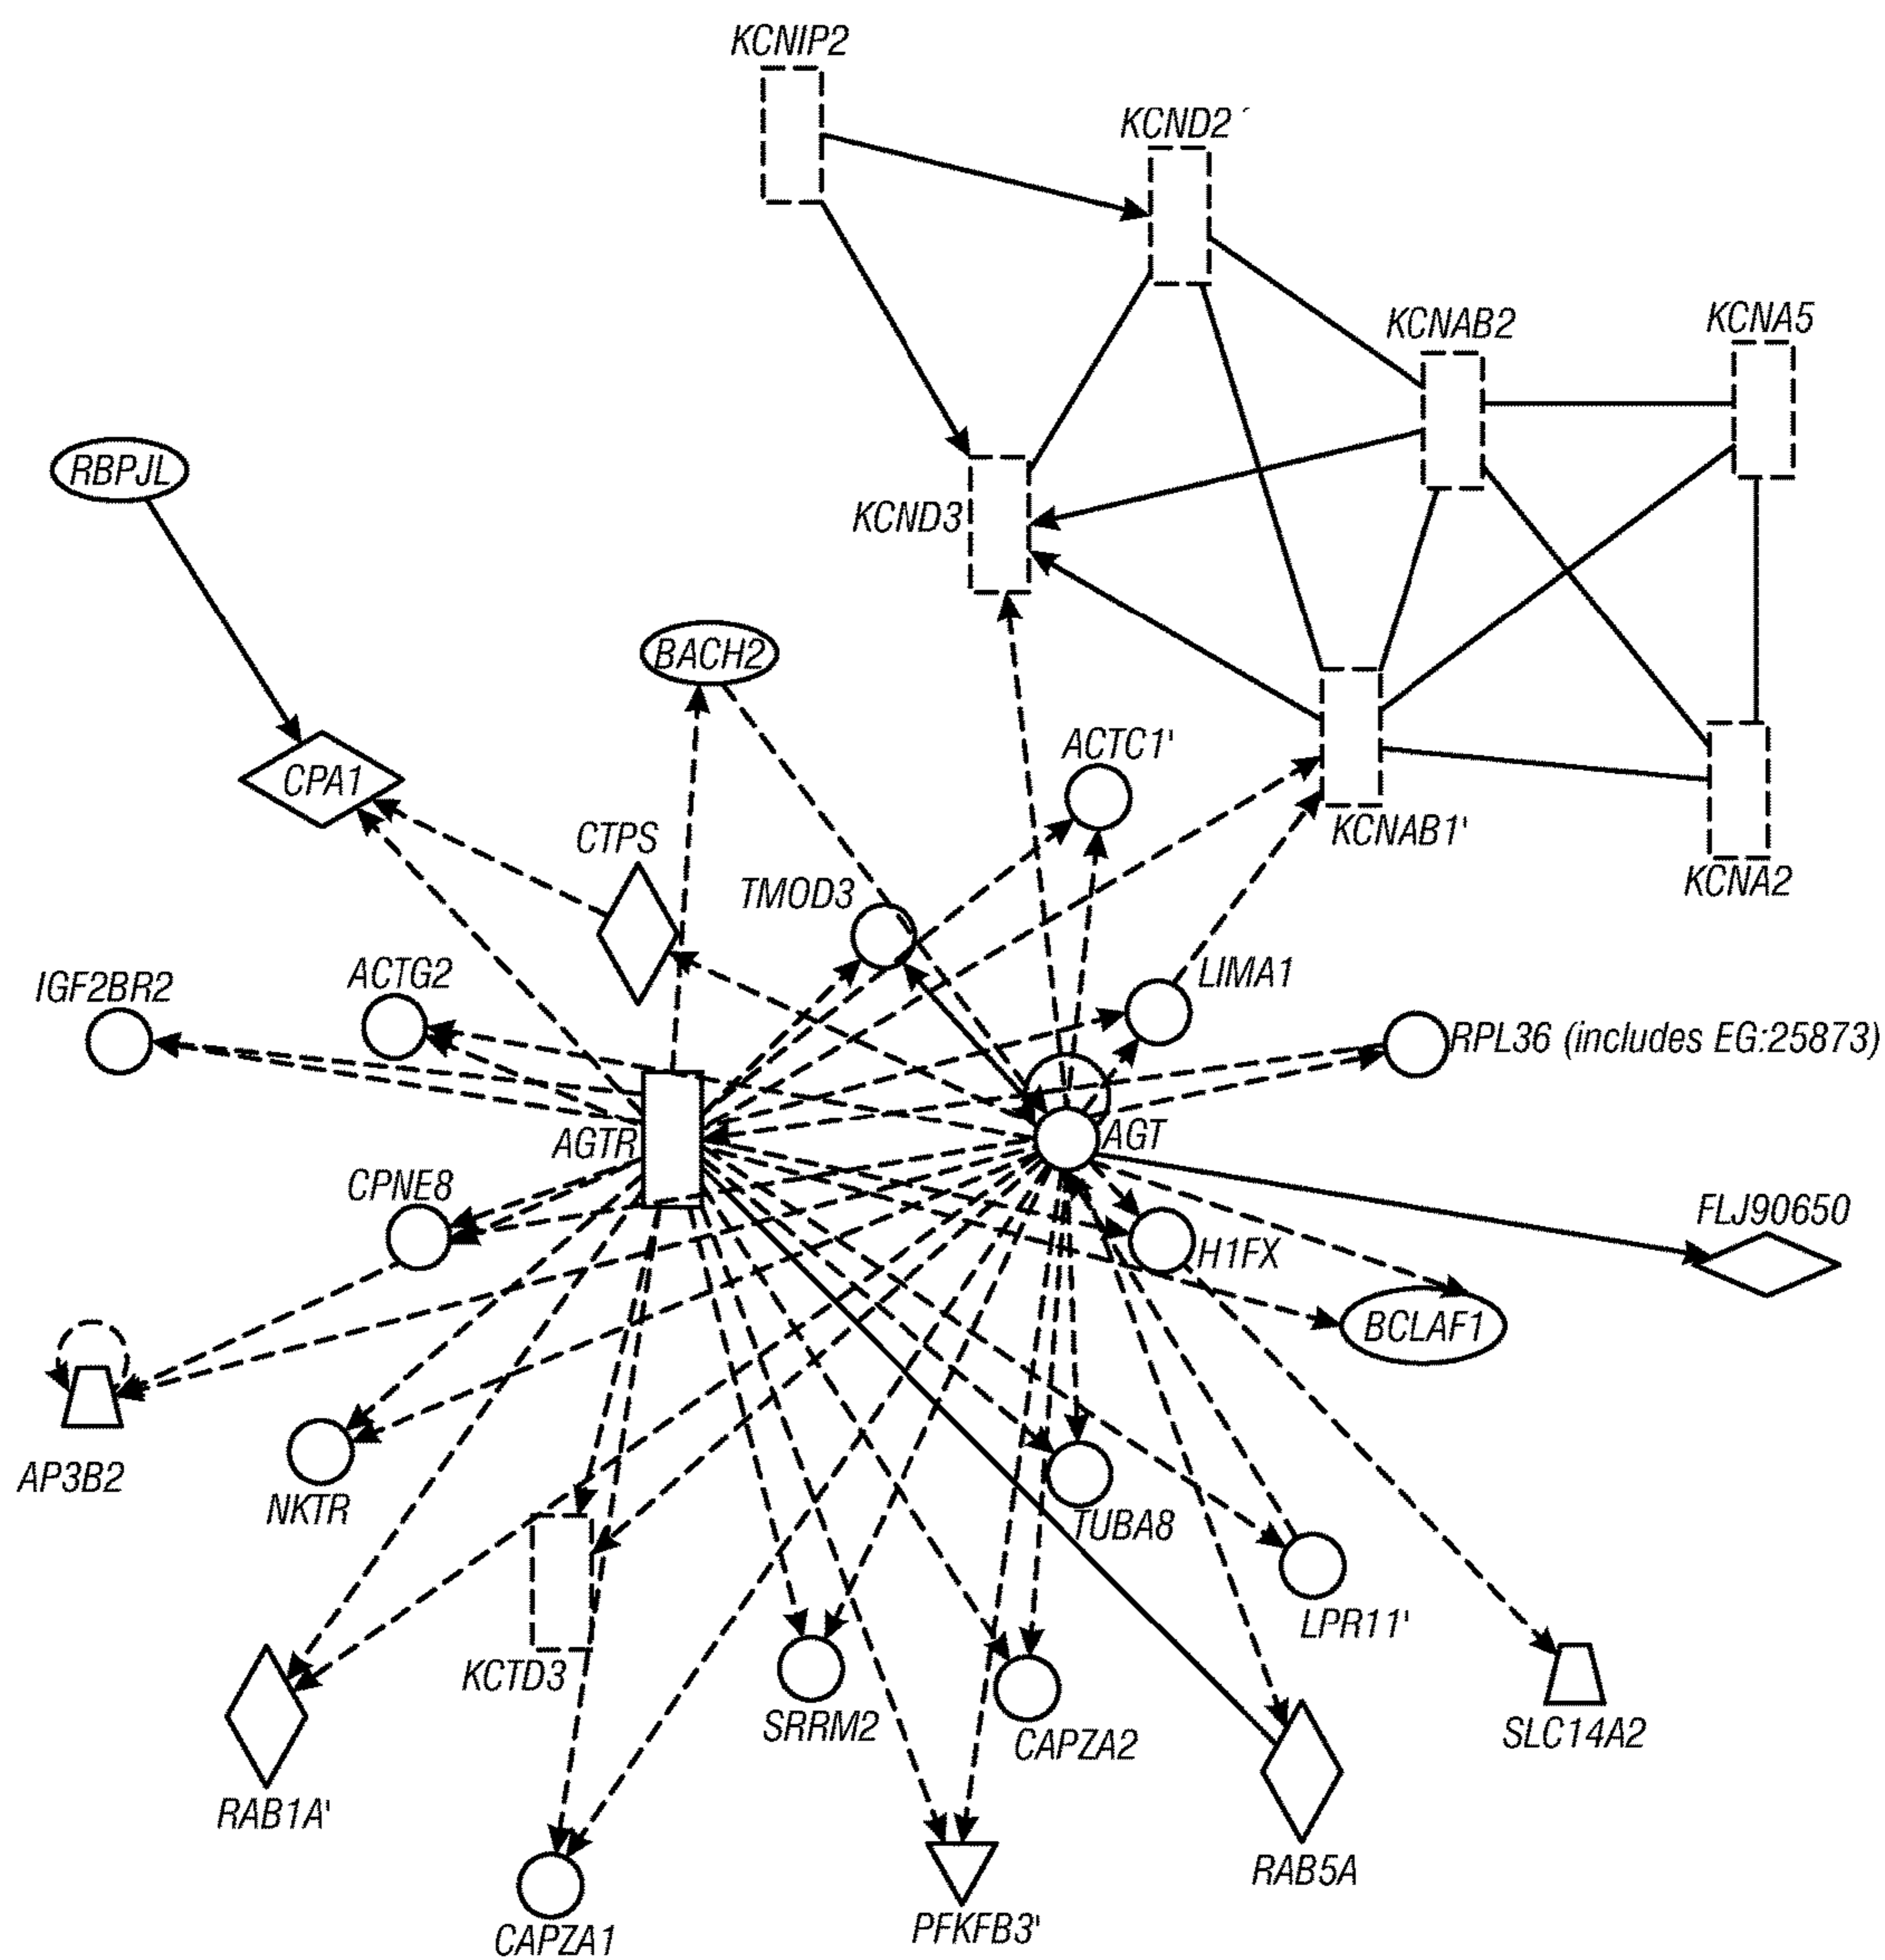 KCNIP2
KCND2´
KCNAB2
KCNA5
RBPJL
KCND3
BACH2
ACTC1'
CPA1
CTPS
KCNAB1'
TMOD3
KCNA2
IGF2BR2
ACTG2
LIMA1
RPL36 (includes EG:25873)
AGTR
AGT
CPNE8
FLJ90650
H1FX
BCLAF1
AP3B2
NKTR
TUBA8
LPR11'
KCTD3
SRRM2
CAPZA2
SLC14A2
RAB1A'
RAB5A
CAPZA1
PFKFB3'